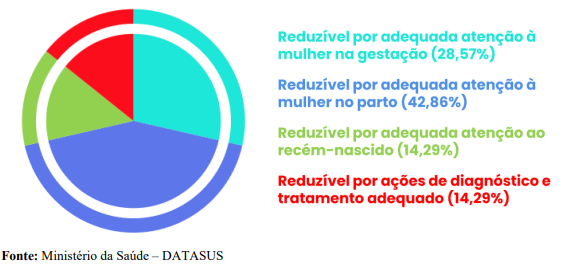 Reduzível por adequada atenção à
mulher na gestação (28,57%)
Reduzível por adequada atenção à
mulher no parto (42,86%)
Reduzível por adequada atenção ao
recém-nascido (14,29%)
Reduzível por ações de diagnóstico e
tratamento adequado (14,29%)
Fonte: Ministério da Saúde – DATASUS